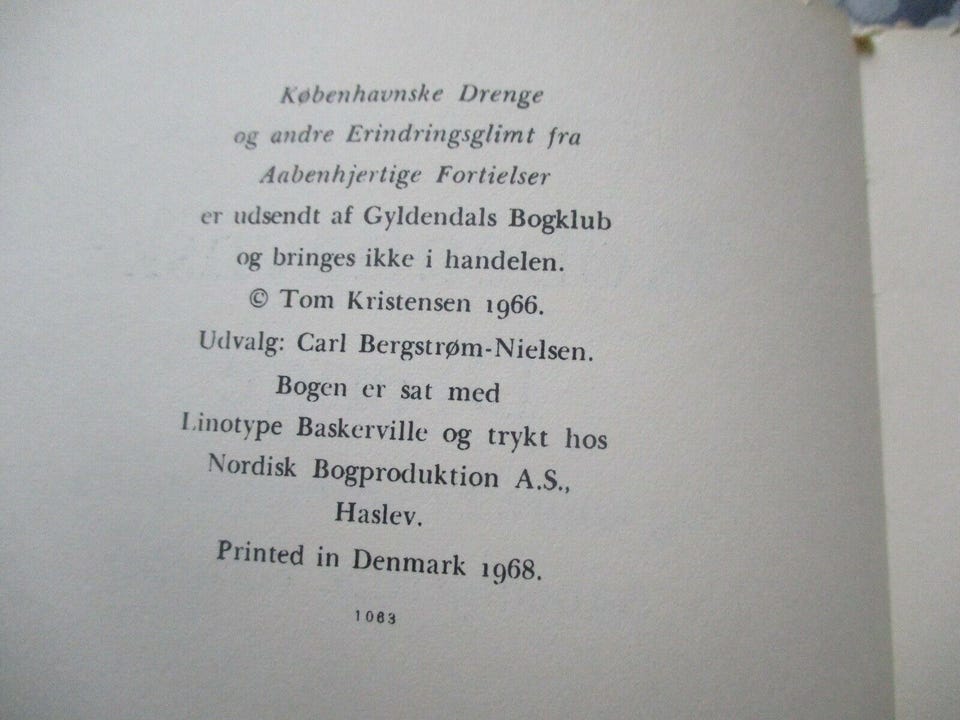 Københavnske Drenge
og andre Erindringsglimt fra
Aabenhjertige Fortielser
er udsendt af Gyldendals Bogklub
og bringes ikke i handelen.
© Tom Kristensen 1966.
Udvalg: Carl Bergstrøm-Nielsen.
Bogen er sat med
Linotype Baskerville og trykt hos
Nordisk Bogproduktion A.S.,
Haslev.
Printed in Denmark 1968.
1063